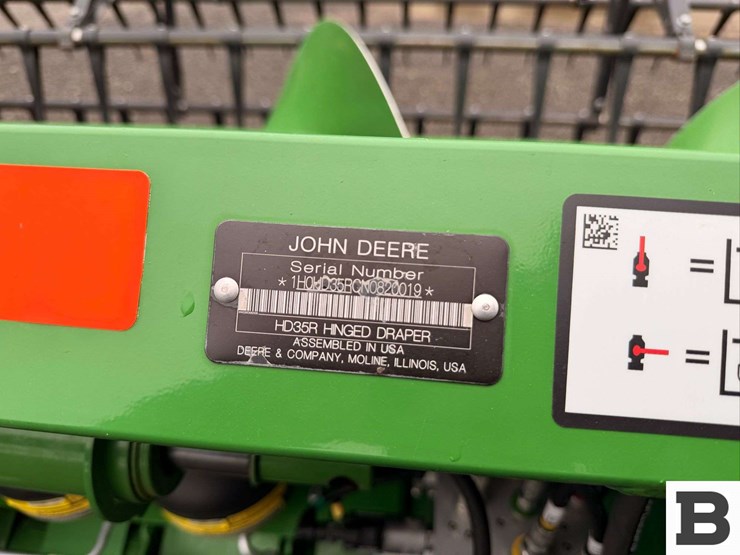 JOHN DEERE
Serial Number
*1H0HD35RCN0820019*
HD35R HINGED DRAPER
ASSEMBLED IN USA
DEERE & COMPANY, MOLINE, ILLINOIS, USA
=
=
B